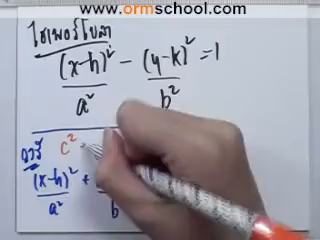 www.ormschool.com
ไฮเพอร์โบลา
(x-h)²/a² - (y-k)²/b² = 1
วงรี c² =
(x-h)²/a² + b